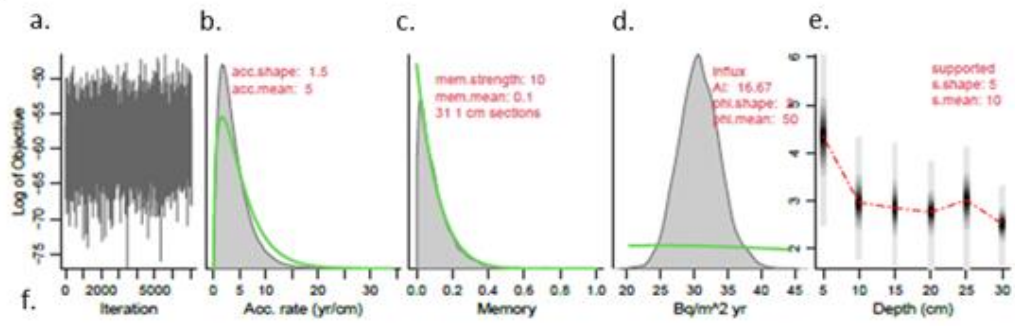 a.
b.
c.
d.
e.
f.
-50
-55
-60
-65
-70
-75
Log of Objective
0 2000 5000
Iteration
acc.shape: 1.5
acc.mean: 5
0 5 10 20 30
Acc. rate (yr/cm)
mem.strength: 10
mem.mean: 0.1
31 1 cm sections
0.0 0.2 0.4 0.6 0.8 1.0
Memory
Influx
Al: 16.67
phi.shape:
phi.mean: 50
20 25 30 35 40 45
Bq/m^2 yr
supported
s.shape: 5
s.mean: 10
6
5
4
3
2
5 10 15 20 25 30
Depth (cm)